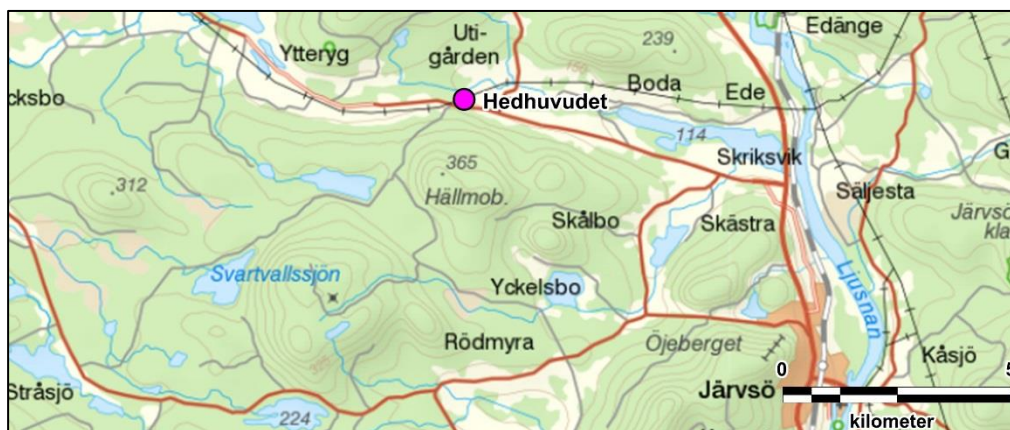 Edänge
Uti-
gården
239
Ytteryg
Boda
Ede
cksbo
Hedhuvudet
114
Skriksvik
G
365
312
Säljesta
Hällmob.
Skålbo
Skästra
Järvsö
kla
Svartvallssjön
Yckelsbo
Ljusnan
Rödmyra
Öjeberget
Kåsjö
0
5
Stråsjö
Järvsö
224
kilometer